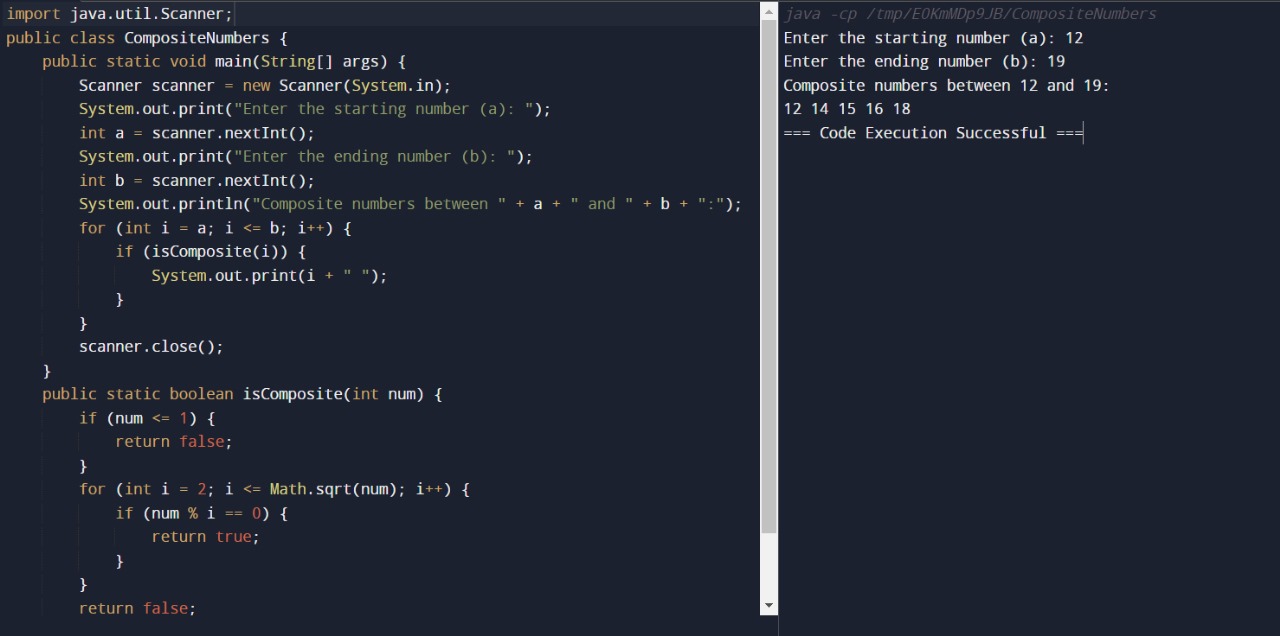 import java.util.Scanner;
public class CompositeNumbers {
    public static void main(String[] args) {
        Scanner scanner = new Scanner(System.in);
        System.out.print("Enter the starting number (a): ");
        int a = scanner.nextInt();
        System.out.print("Enter the ending number (b): ");
        int b = scanner.nextInt();
        System.out.println("Composite numbers between " + a + " and " + b + ":");
        for (int i = a; i <= b; i++) {
            if (isComposite(i)) {
                System.out.print(i + " ");
            }
        }
        scanner.close();
    }
    public static boolean isComposite(int num) {
        if (num <= 1) {
            return false;
        }
        for (int i = 2; i <= Math.sqrt(num); i++) {
            if (num % i == 0) {
                return true;
            }
        }
        return false;
java -cp /tmp/E0KmMDp9JB/CompositeNumbers
Enter the starting number (a): 12
Enter the ending number (b): 19
Composite numbers between 12 and 19:
12 14 15 16 18
=== Code Execution Successful ===